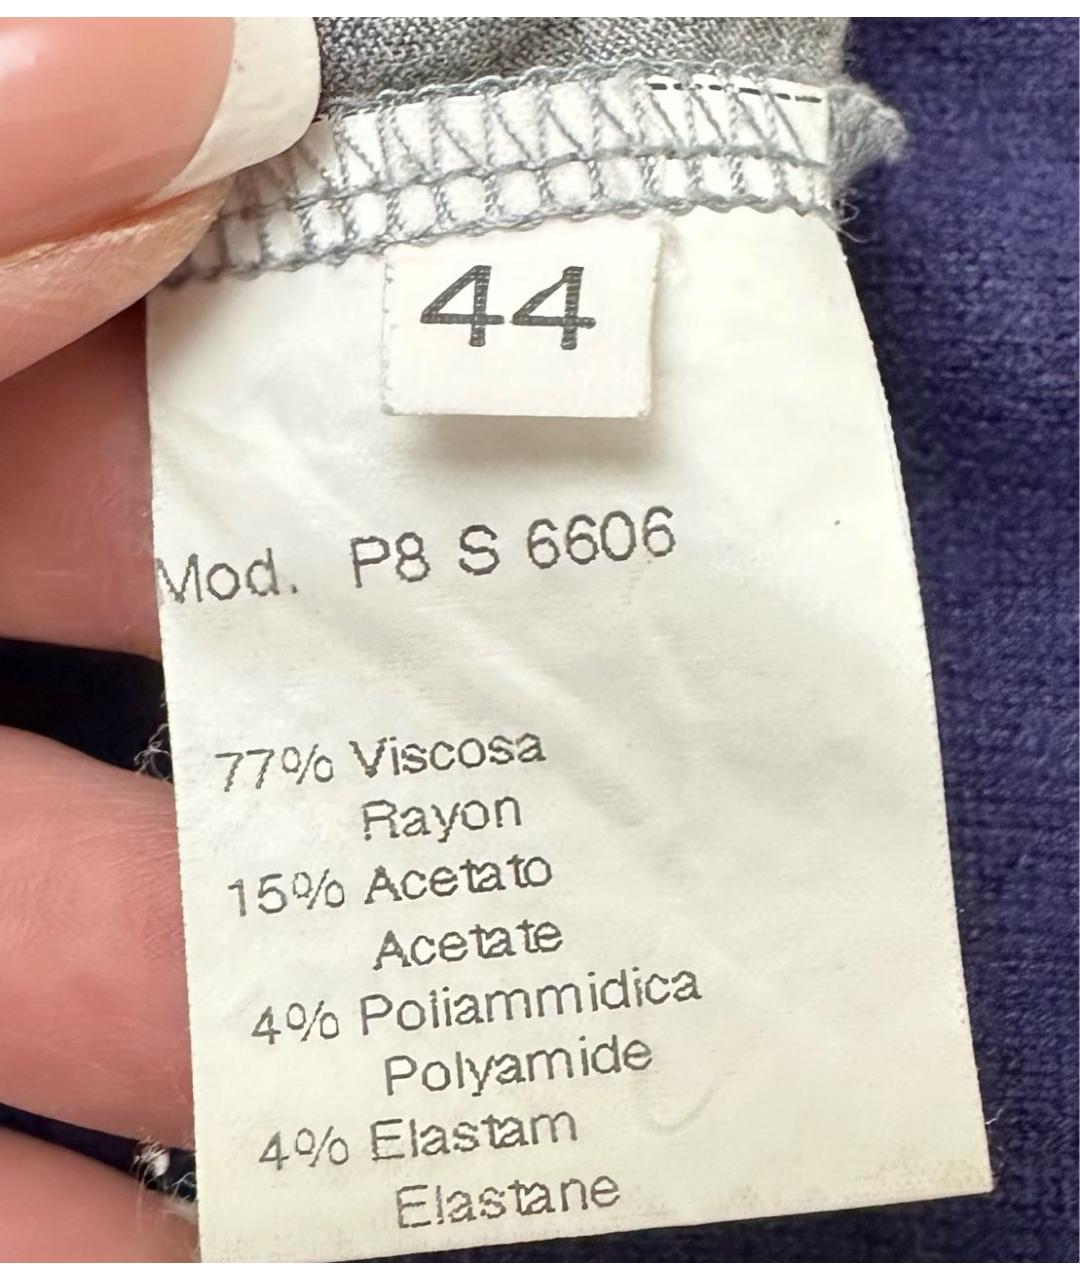 44
Mod. P8 S 6606
77% Viscosa
Rayon
15% Acetato
Acetate
4% Poliammidica
Polyamide
4% Elastam
Elastane